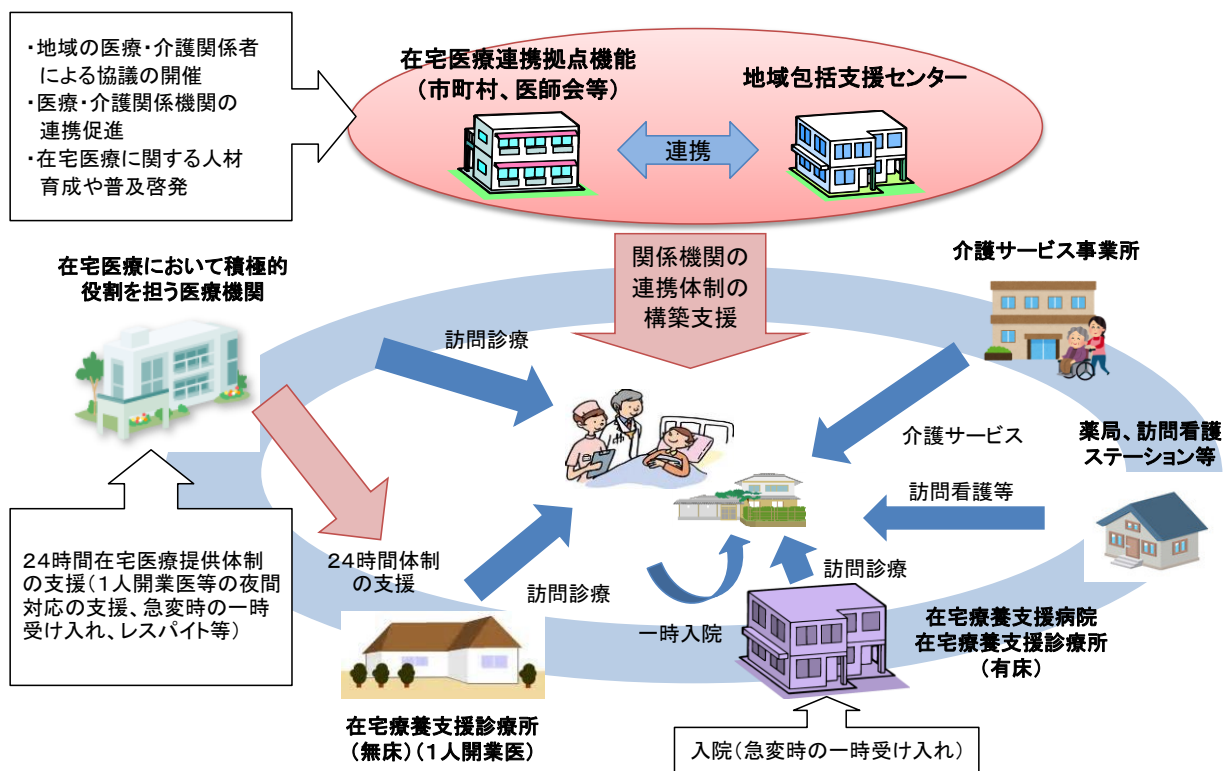 ・地域の医療・介護関係者
による協議の開催
・医療・介護関係機関の
連携促進
・在宅医療に関する人材
育成や普及啓発
在宅医療連携拠点機能
（市町村、医師会等）
地域包括支援センター
連携
関係機関の
連携体制の
構築支援
在宅医療において積極的
役割を担う医療機関
介護サービス事業所
訪問診療
介護サービス
薬局、訪問看護
ステーション等
訪問看護等
24時間在宅医療提供体制
の支援（1人開業医等の夜間
対応の支援、急変時の一時
受け入れ、レスパイト等）
24時間体制
の支援
訪問診療
一時入院
訪問診療
在宅療養支援病院
在宅療養支援診療所
（有床）
在宅療養支援診療所
（無床）（1人開業医）
入院（急変時の一時受け入れ）